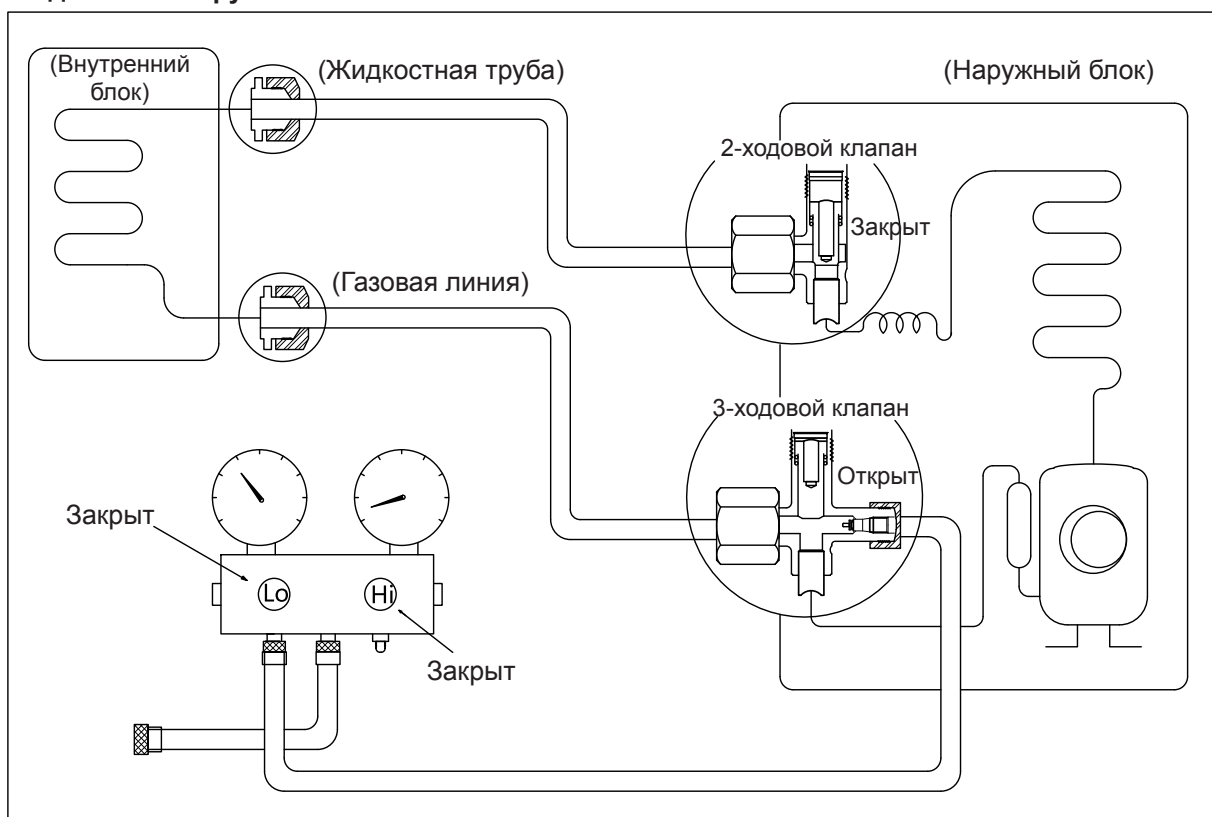 (Внутренний
блок)
(Жидкостная труба)
(Наружный блок)
2-ходовой клапан
Закрыт
(Газовая линия)
3-ходовой клапан
Открыт
Закрыт
Lo
Hi
Закрыт